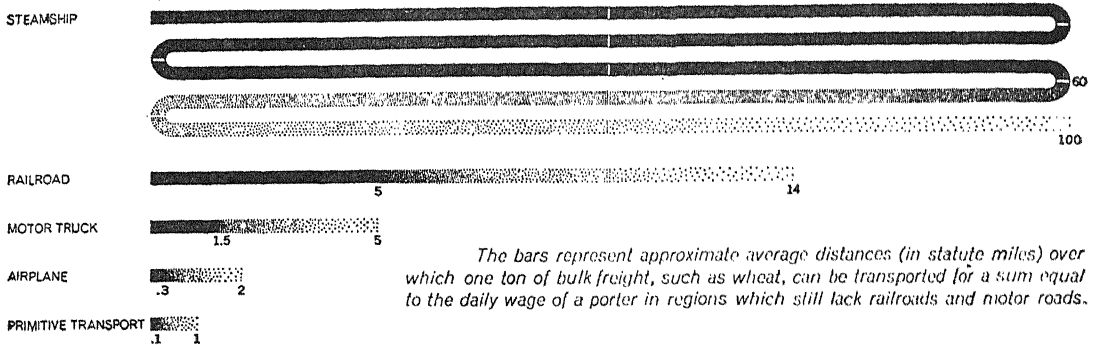 STEAMSHIP
60
100
RAILROAD
5
14
MOTOR TRUCK
1.5
5
The bars represent approximate average distances (in statute miles) over
which one ton of bulk freight, such as wheat, can be transported for a sum equal
to the daily wage of a porter in regions which still lack railroads and motor roads.
AIRPLANE
.3
2
PRIMITIVE TRANSPORT
.1
1